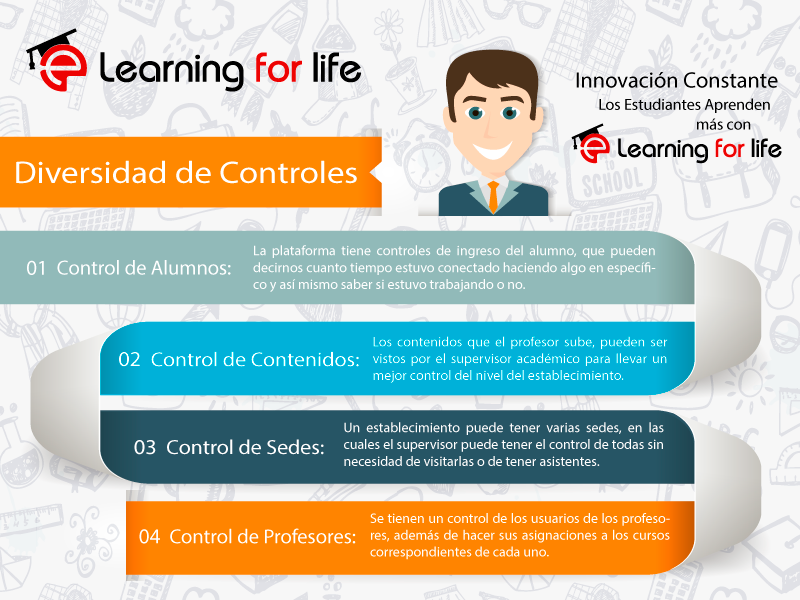 e Learning for life
Innovación Constante
Los Estudiantes Aprenden
más con
e Learning for life
TO
SCHOOL
Diversidad de Controles
01 Control de Alumnos:
La plataforma tiene controles de ingreso del alumno, que pueden
decirnos cuanto tiempo estuvo conectado haciendo algo en específi-
co y así mismo saber si estuvo trabajando o no.
02 Control de Contenidos:
Los contenidos que el profesor sube, pueden ser
vistos por el supervisor académico para llevar un
mejor control del nivel del establecimiento.
03 Control de Sedes:
Un establecimiento puede tener varias sedes, en las
cuales el supervisor puede tener el control de todas sin
necesidad de visitarlas o de tener asistentes.
04 Control de Profesores:
Se tienen un control de los usuarios de los profeso-
res, además de hacer sus asignaciones a los cursos
correspondientes de cada uno.